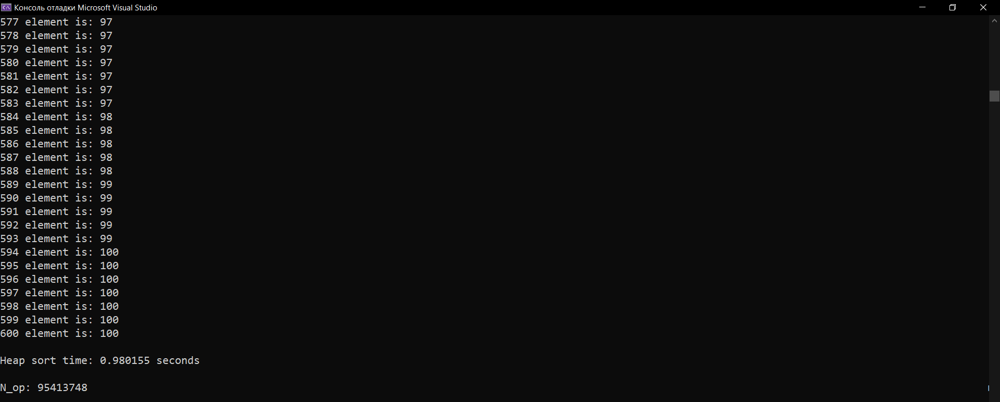 Консоль отладки Microsoft Visual Studio
577 element is: 97
578 element is: 97
579 element is: 97
580 element is: 97
581 element is: 97
582 element is: 97
583 element is: 97
584 element is: 98
585 element is: 98
586 element is: 98
587 element is: 98
588 element is: 98
589 element is: 99
590 element is: 99
591 element is: 99
592 element is: 99
593 element is: 99
594 element is: 100
595 element is: 100
596 element is: 100
597 element is: 100
598 element is: 100
599 element is: 100
600 element is: 100
Heap sort time: 0.980155 seconds
N_op: 95413748